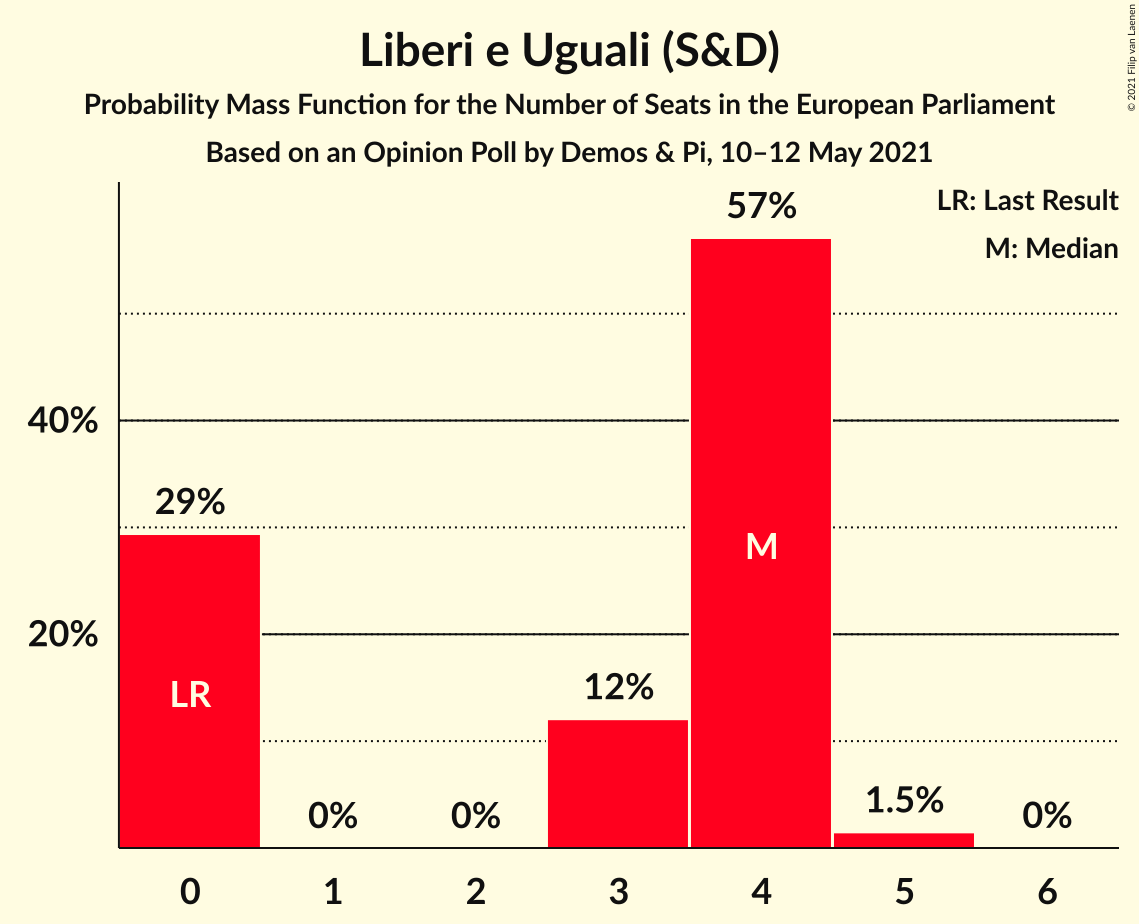 Liberi e Uguali (S&D)
Probability Mass Function for the Number of Seats in the European Parliament
Based on an Opinion Poll by Demos & Pi, 10–12 May 2021
© 2021 Filip van Laenen
LR: Last Result
M: Median
57%
40%
29%
M
20%
12%
LR
1.5%
0%
0%
0%
0 1 2 3 4 5 6